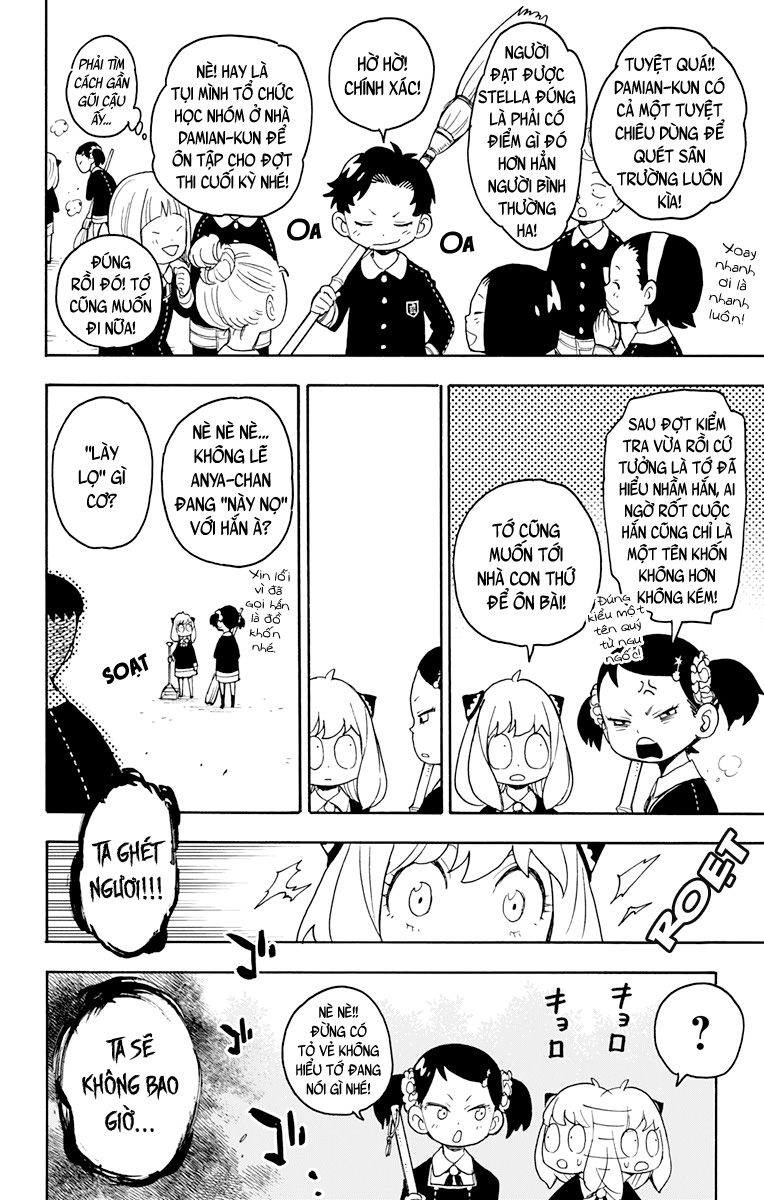 TUYỆT QUÁ!!
DAMIAN-KUN CÓ
CẢ MỘT TUYỆT
CHIÊU DÙNG ĐỂ
QUÉT SÂN
TRƯỜNG LUÔN
KÌA!
Xoay
nhanh
ơi là
nhanh
luôn!
NGƯỜI
ĐẠT ĐƯỢC
STELLA ĐÚNG
LÀ PHẢI CÓ
ĐIỂM GÌ ĐÓ
HƠN HẲN
NGƯỜI BÌNH
THƯỜNG
HA!
HỜ HỜ!
CHÍNH XÁC!
OA
OA
NÈ! HAY LÀ
TỤI MÌNH TỔ CHỨC
HỌC NHÓM Ở NHÀ
DAMIAN-KUN ĐỂ
ÔN TẬP CHO ĐỢT
THI CUỐI KỲ NHÉ!
PHẢI TÌM
CÁCH GẦN
GŨI CẬU
ẤY...
ĐÚNG
RỒI ĐÓ! TỚ
CŨNG MUỐN
ĐI NỮA!
SAU ĐỢT KIỂM
TRA VỪA RỒI CỨ
TƯỞNG LÀ TỚ ĐÃ
HIỂU NHẦM HẮN, AI
NGỜ RỐT CUỘC
HẮN CŨNG CHỈ LÀ
MỘT TÊN KHỐN
KHÔNG HƠN
KHÔNG KÉM!
Đúng
kiểu một
tên quý
tử ngu
ngốc!
TỚ CŨNG
MUỐN TỚI
NHÀ CON THỨ
ĐỂ ÔN BÀI!
NÈ NÈ NÈ...
KHÔNG LẼ
ANYA-CHAN
ĐANG "NÀY NỌ"
VỚI HẮN À?
Xin lỗi
vì đã
gọi hắn
là đồ
khốn
nhé.
"LÀY
LỌ" GÌ
CƠ?
SOẠT
ROẸT
TA GHÉT
NGƯƠI!!!
?
キョロ
キョロ
NÈ NÈ!!
ĐỪNG CÓ
TỎ VẺ KHÔNG
HIỂU TỚ ĐANG
NÓI GÌ NHÉ!
TA SẼ
KHÔNG BAO
GIỜ...